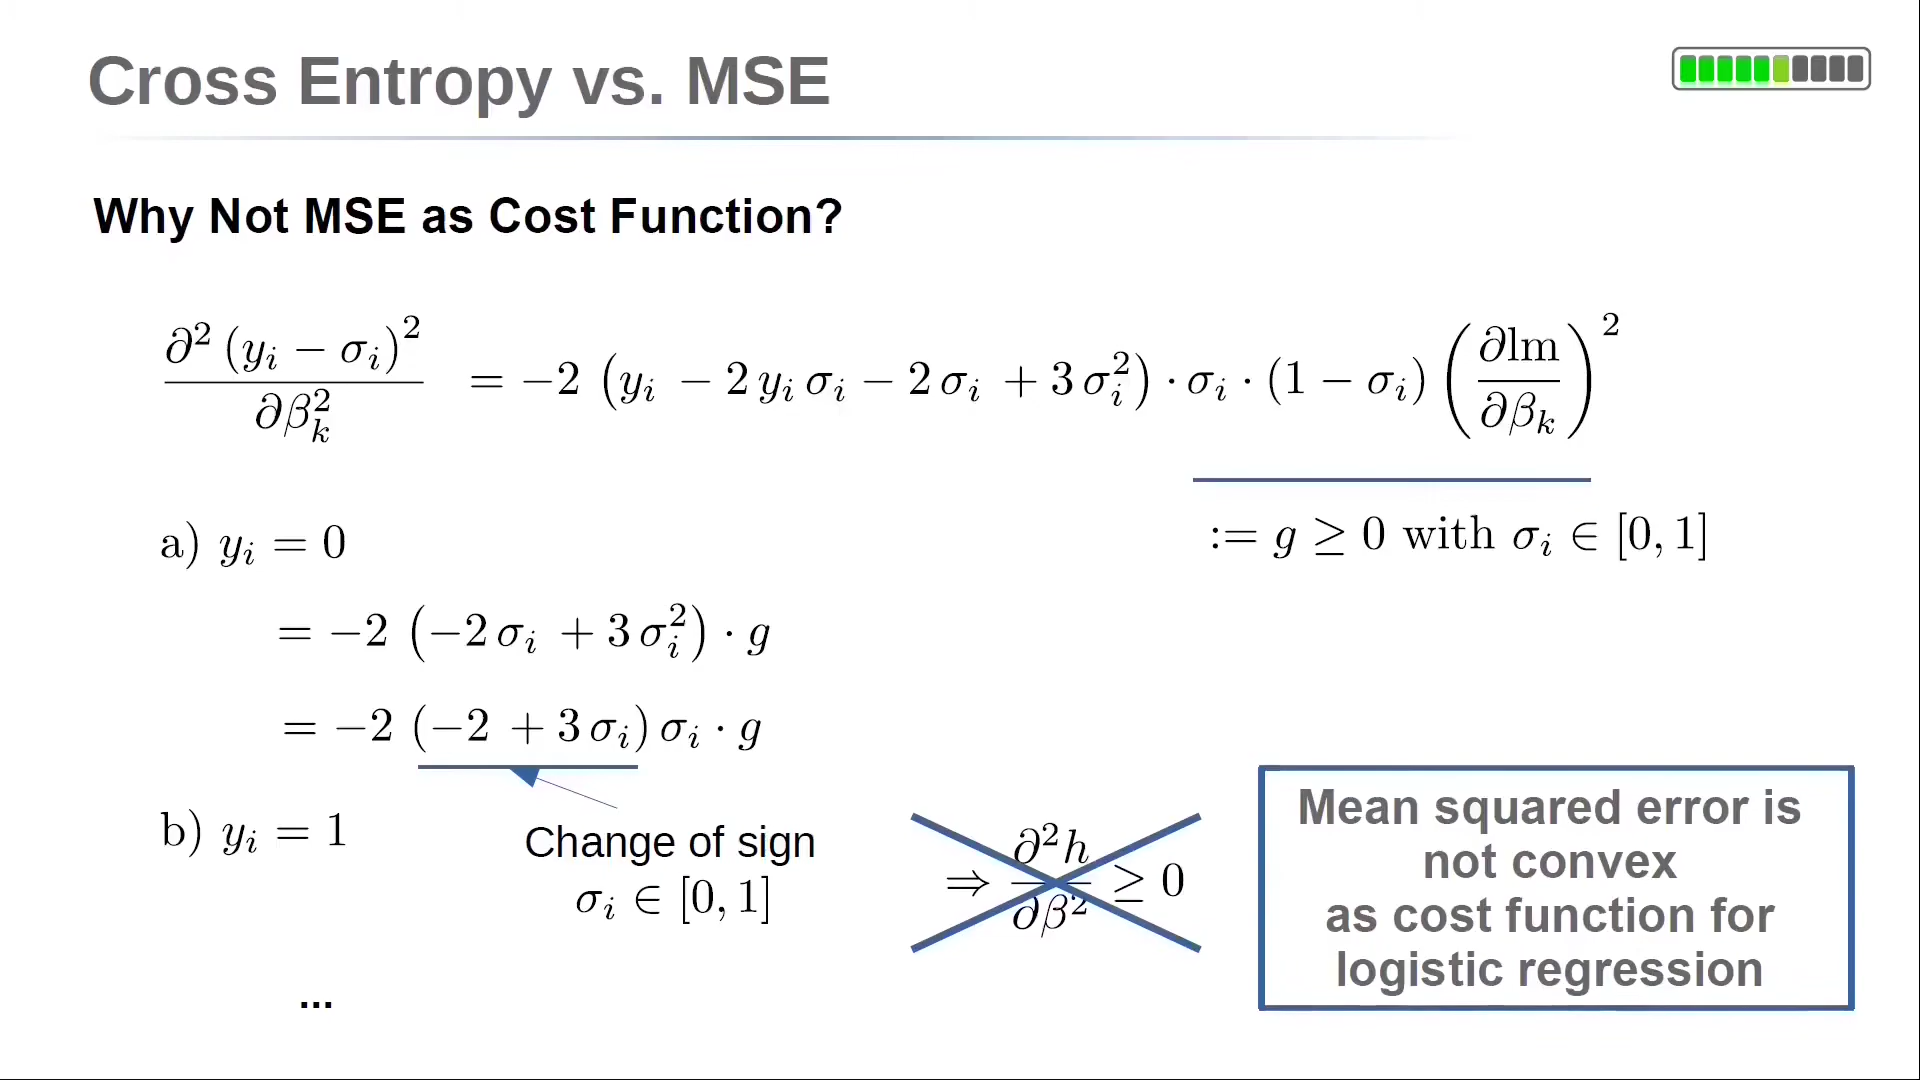 Cross Entropy vs. MSE
Why Not MSE as Cost Function?
∂² (yᵢ − σᵢ)² / ∂βₖ² = −2 (yᵢ − 2 yᵢ σᵢ − 2 σᵢ + 3 σᵢ²) · σᵢ · (1 − σᵢ) (∂lm / ∂βₖ)²
:= g ≥ 0 with σᵢ ∈ [0, 1]
a) yᵢ = 0
= −2 (−2 σᵢ + 3 σᵢ²) · g
= −2 (−2 + 3 σᵢ) σᵢ · g
Change of sign
σᵢ ∈ [0, 1]
b) yᵢ = 1
...
⇒ ∂²h / ∂β² ≥ 0
Mean squared error is
not convex
as cost function for
logistic regression